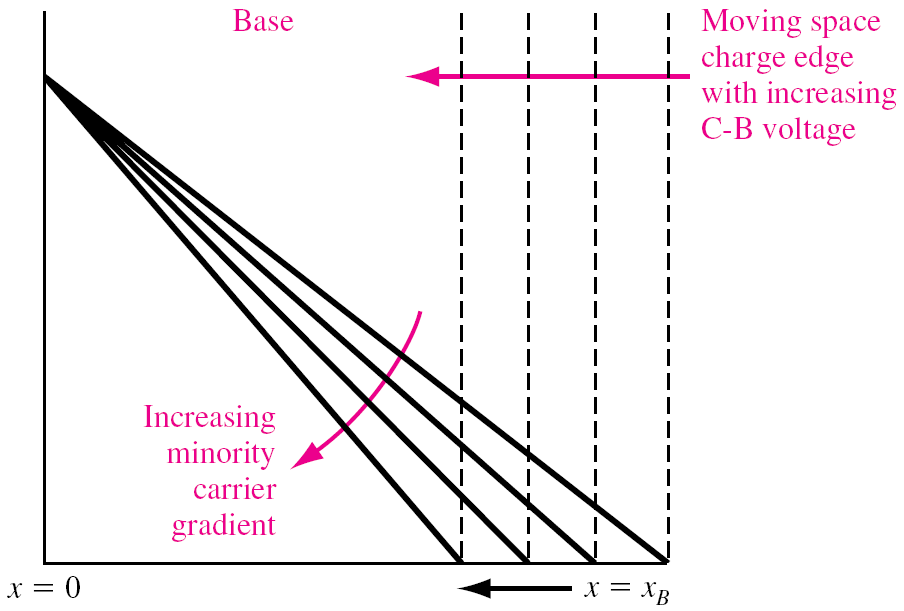 Base
Moving space
charge edge
with increasing
C-B voltage
Increasing
minority
carrier
gradient
x = 0
x = x_B